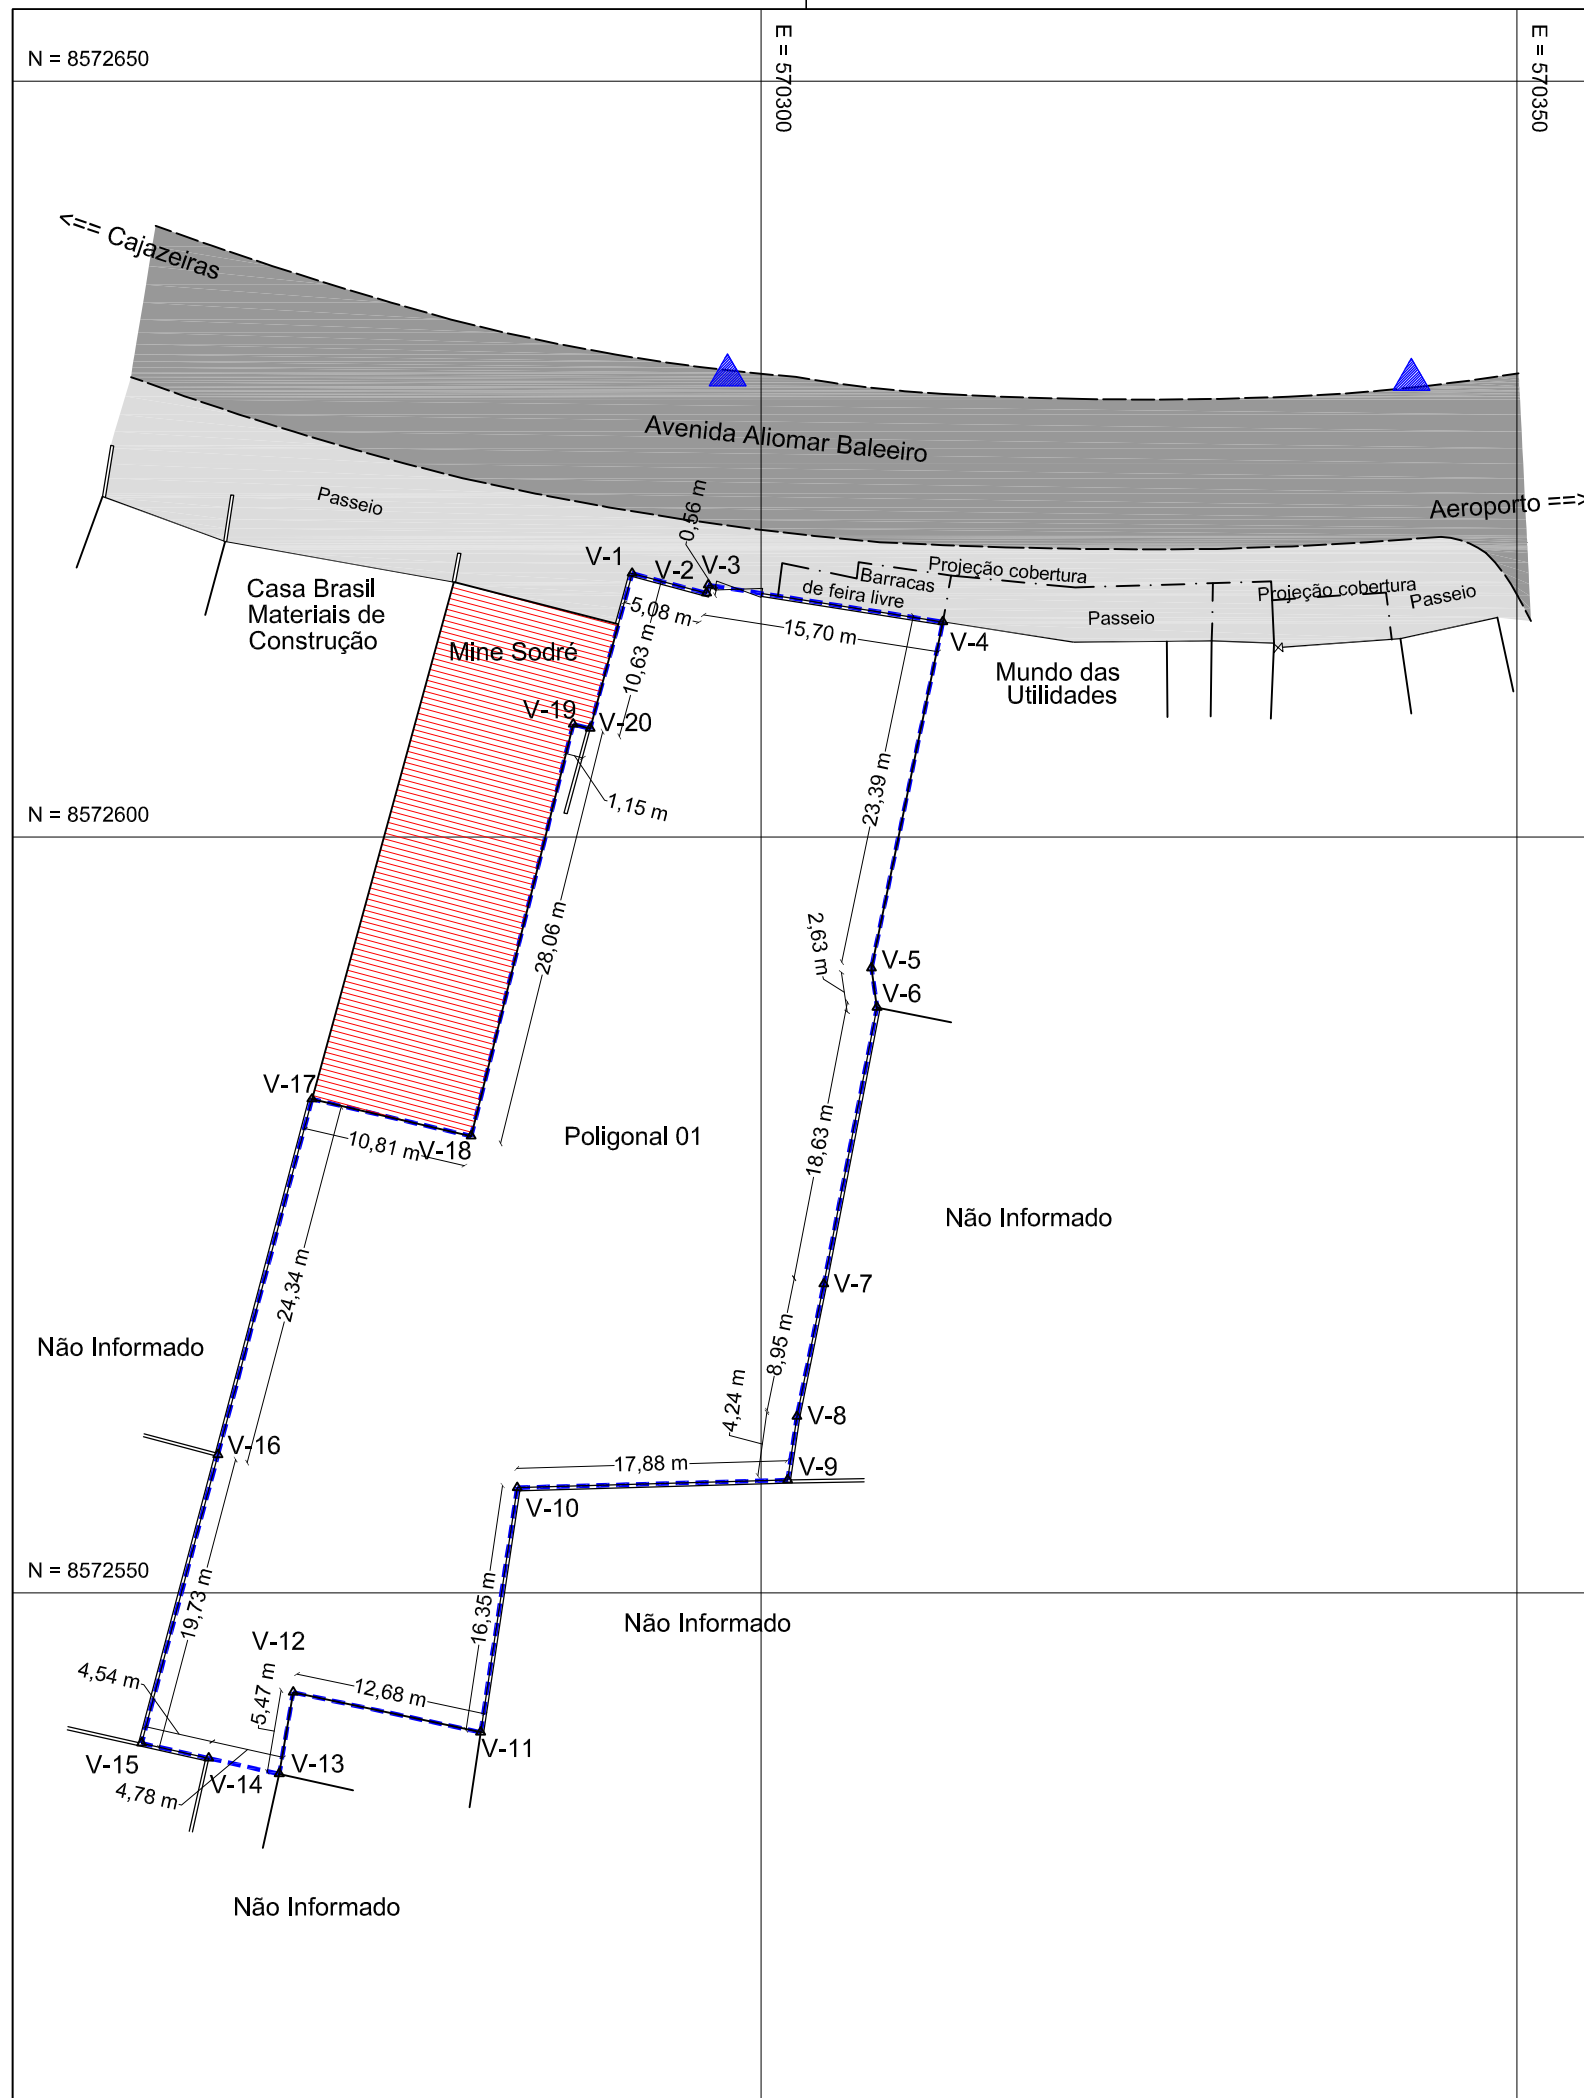 N = 8572650
E = 570300
E = 570350
<== Cajazeiras
Avenida Aliomar Baleeiro
Aeroporto ==>
Passeio
0,56 m
V-1
V-2
V-3
Projeção cobertura
Barracas
de feira livre
Projeção cobertura
Passeio
Passeio
Casa Brasil
Materiais de
Construção
5,08 m
15,70 m
V-4
Mine Sodré
10,63 m
Mundo das
Utilidades
V-19
V-20
23,39 m
1,15 m
N = 8572600
28,06 m
2,63 m
V-5
V-6
V-17
10,81 m
V-18
Poligonal 01
18,63 m
Não Informado
24,34 m
V-7
Não Informado
8,95 m
4,24 m
V-8
V-16
17,88 m
V-9
V-10
N = 8572550
19,73 m
16,35 m
Não Informado
V-12
4,54 m
5,47 m
12,68 m
V-11
V-15
V-14
V-13
4,78 m
Não Informado